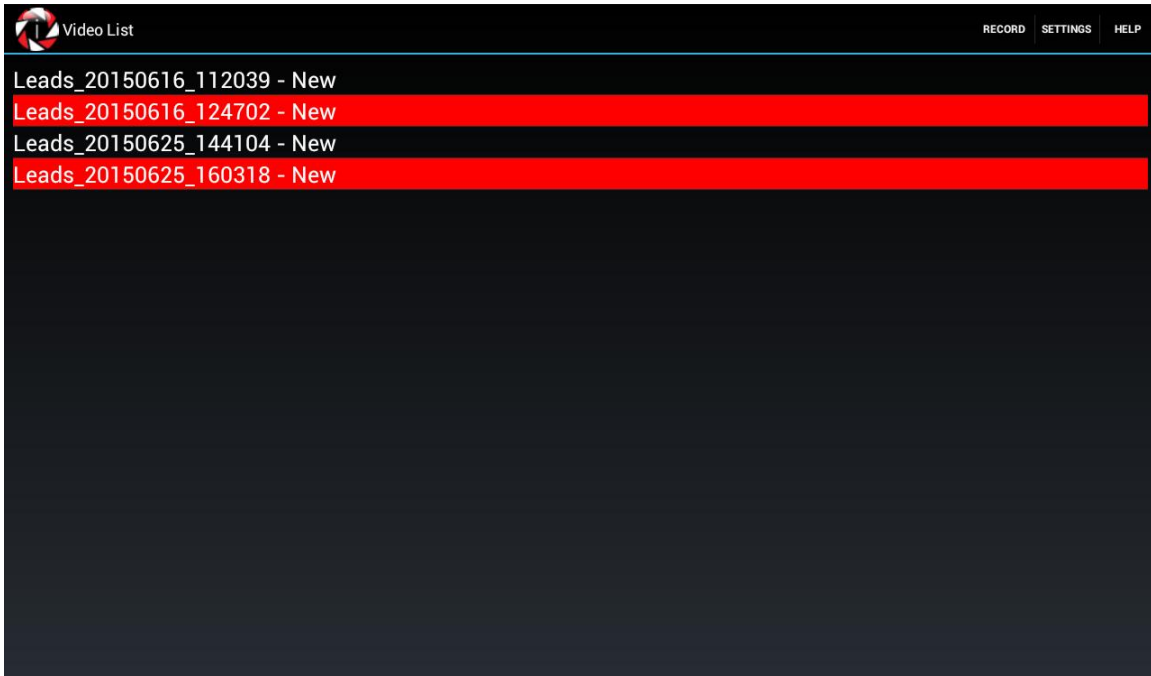 i Video List RECORD SETTINGS HELP
Leads_20150616_112039 - New
Leads_20150616_124702 - New
Leads_20150625_144104 - New
Leads_20150625_160318 - New